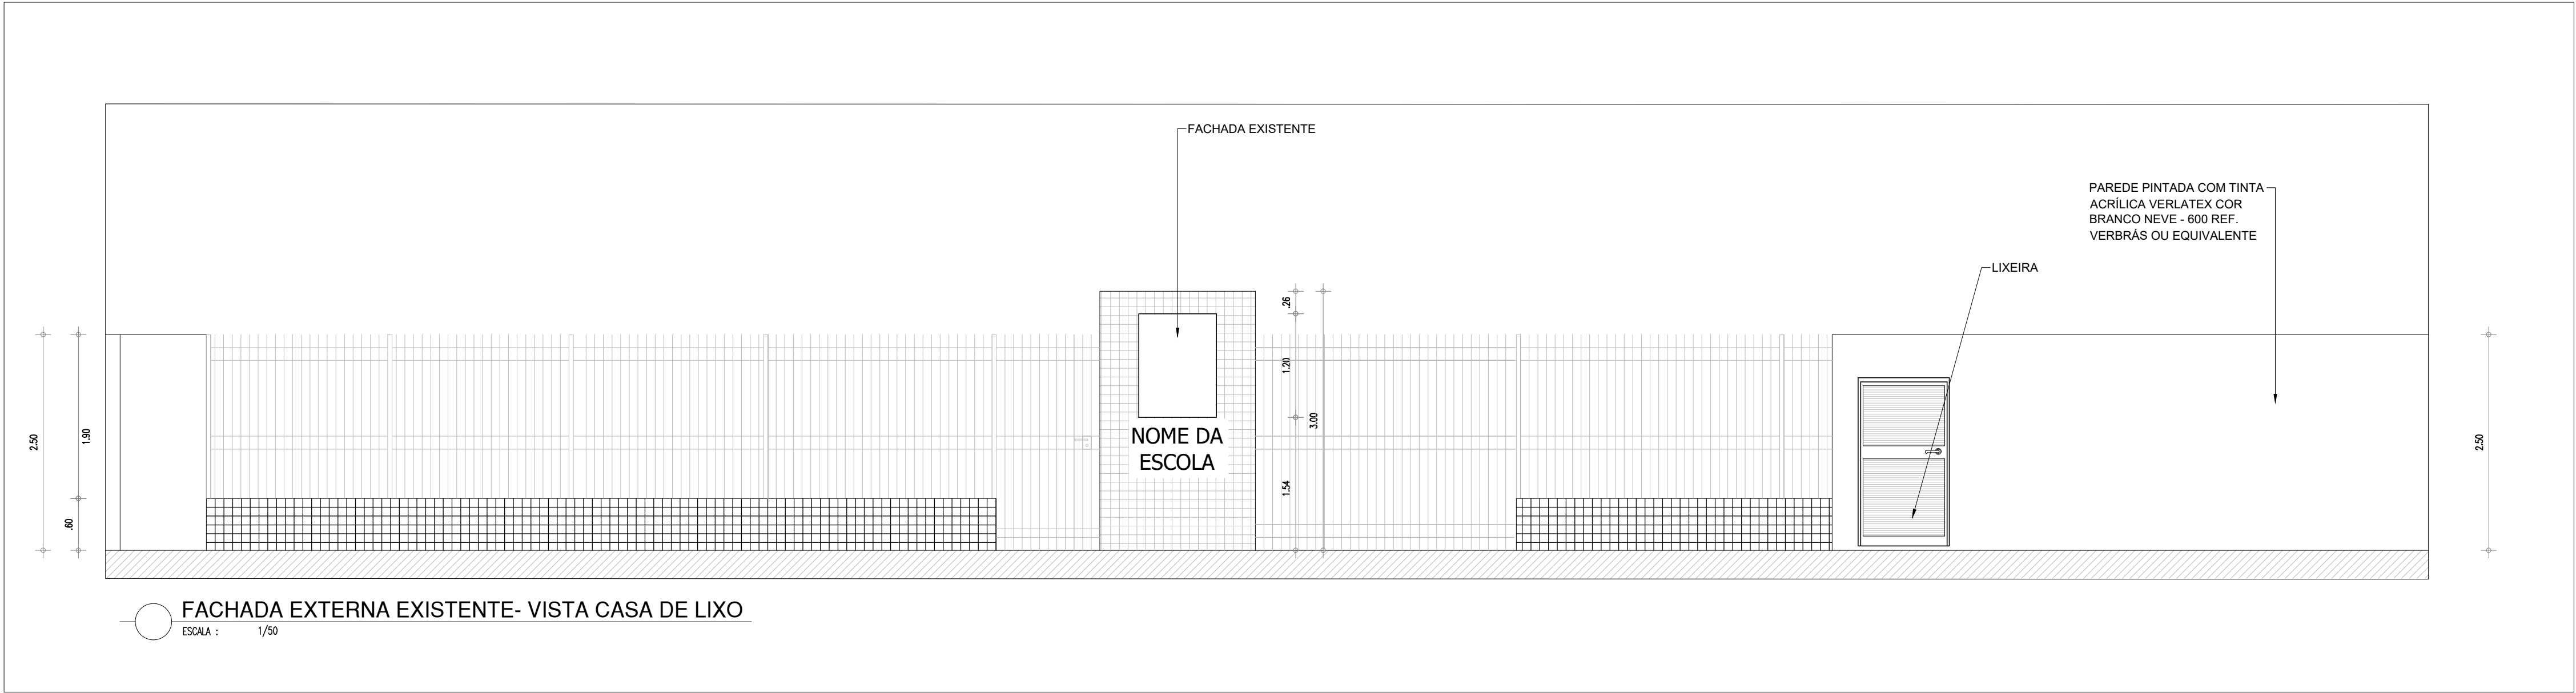 FACHADA EXISTENTE
PAREDE PINTADA COM TINTA
ACRÍLICA VERLATEX COR
BRANCO NEVE - 600 REF.
VERBRÁS OU EQUIVALENTE
LIXEIRA
.26
1.20
3.00
1.54
NOME DA
ESCOLA
2.50
1.90
.60
2.50
FACHADA EXTERNA EXISTENTE- VISTA CASA DE LIXO
ESCALA : 1/50